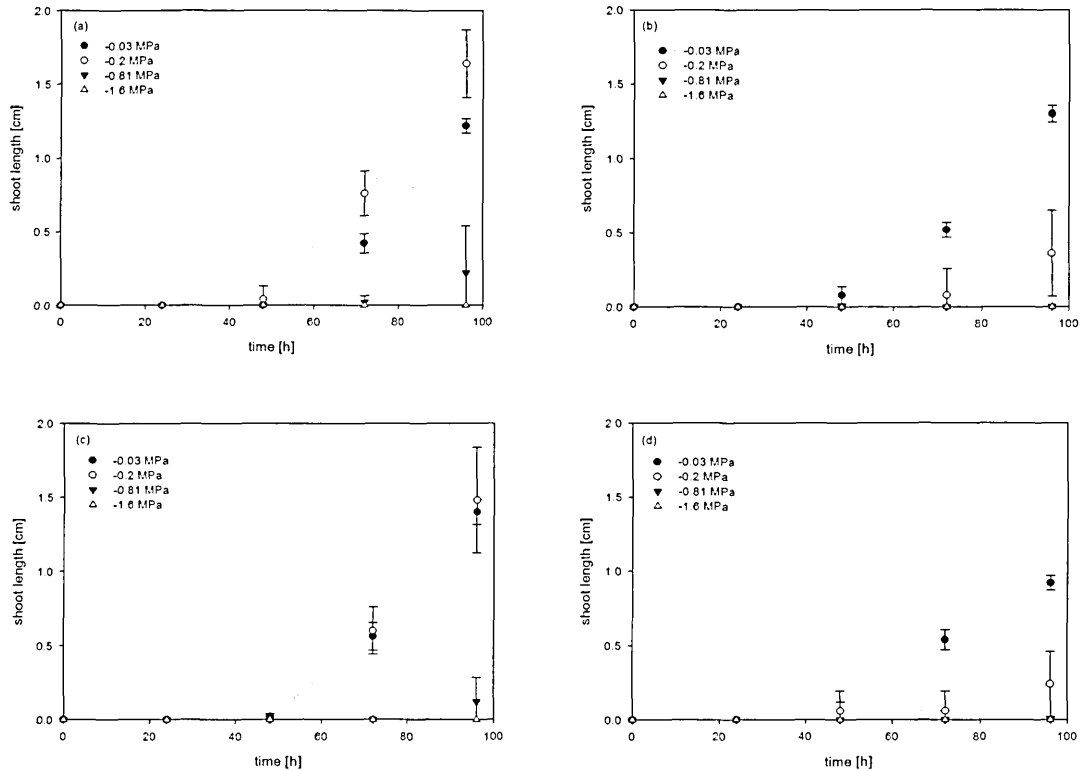 (a)
-0.03 MPa
-0.2 MPa
-0.81 MPa
-1.6 MPa
shoot length [cm]
2.0
1.5
1.0
0.5
0.0
0 20 40 60 80 100
time [h]
(b)
-0.03 MPa
-0.2 MPa
-0.81 MPa
-1.6 MPa
shoot length [cm]
2.0
1.5
1.0
0.5
0.0
0 20 40 60 80 100
time [h]
(c)
-0.03 MPa
-0.2 MPa
-0.81 MPa
-1.6 MPa
shoot length [cm]
2.0
1.5
1.0
0.5
0.0
0 20 40 60 80 100
time [h]
(d)
-0.03 MPa
-0.2 MPa
-0.81 MPa
-1.6 MPa
shoot length [cm]
2.0
1.5
1.0
0.5
0.0
0 20 40 60 80 100
time [h]